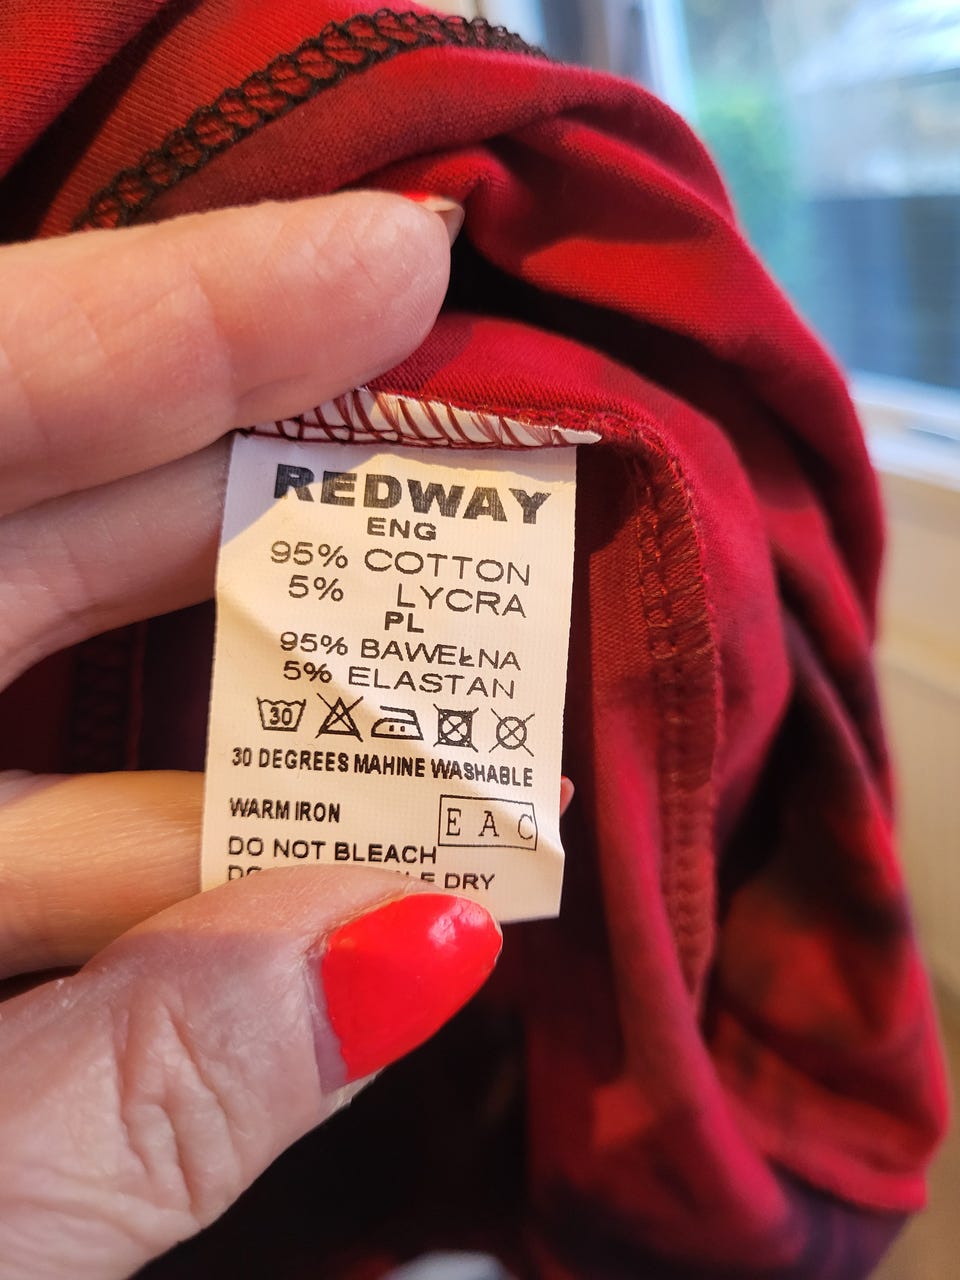 REDWAY
ENG
95% COTTON
5% LYCRA
PL
95% BAWEŁNA
5% ELASTAN
30
30 DEGREES MAHINE WASHABLE
WARM IRON
E A C
DO NOT BLEACH
DRY